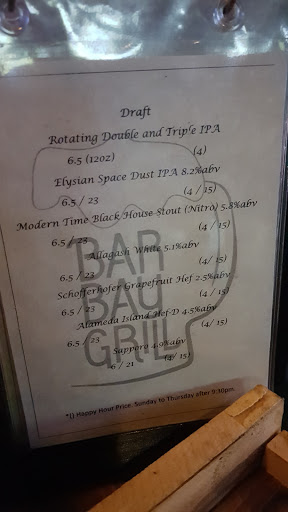 Draft
Rotating Double and Triple IPA
6.5 (12oz) (4)
Elysian Space Dust IPA 8.2%abv
6.5 / 23 (4 / 15)
Modern Time Black House Stout (Nitro) 5.8%abv
6.5 / 23 (4 / 15)
Allagash White 5.1%abv
6.5 / 23 (4 / 15)
Schofferhofer Grapefruit Hef 2.5%abv
6.5 / 23 (4 / 15)
Alameda Island Hef-D 4.5%abv
6.5 / 23 (4 / 15)
Sapporo 4.9%abv
6 / 21 (4 / 15)
BAR
BAU
GRILL
*() Happy Hour Price. Sunday to Thursday after 9:30pm.